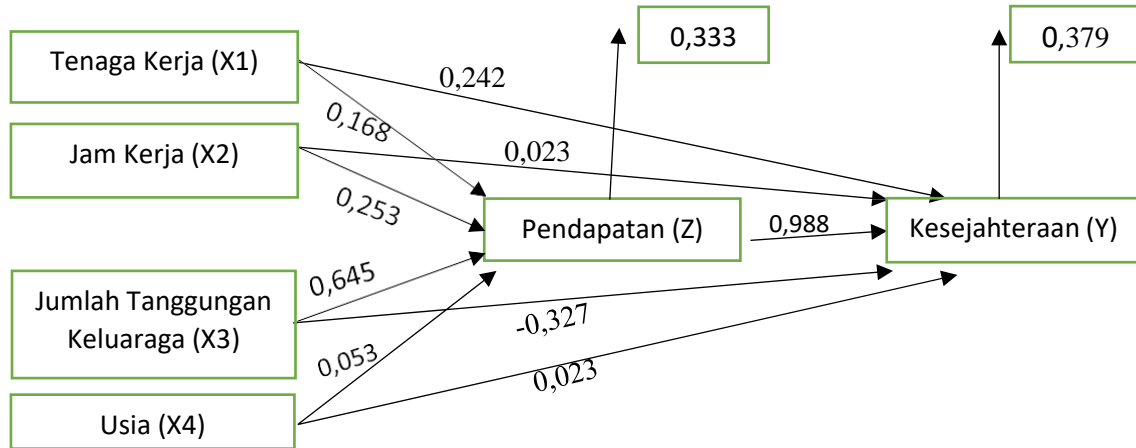 Tenaga Kerja (X1)
0,333
0,379
0,242
0,168
Jam Kerja (X2)
0,023
0,253
Pendapatan (Z)
0,988
Kesejahteraan (Y)
Jumlah Tanggungan
Keluaraga (X3)
0,645
-0,327
0,053
0,023
Usia (X4)